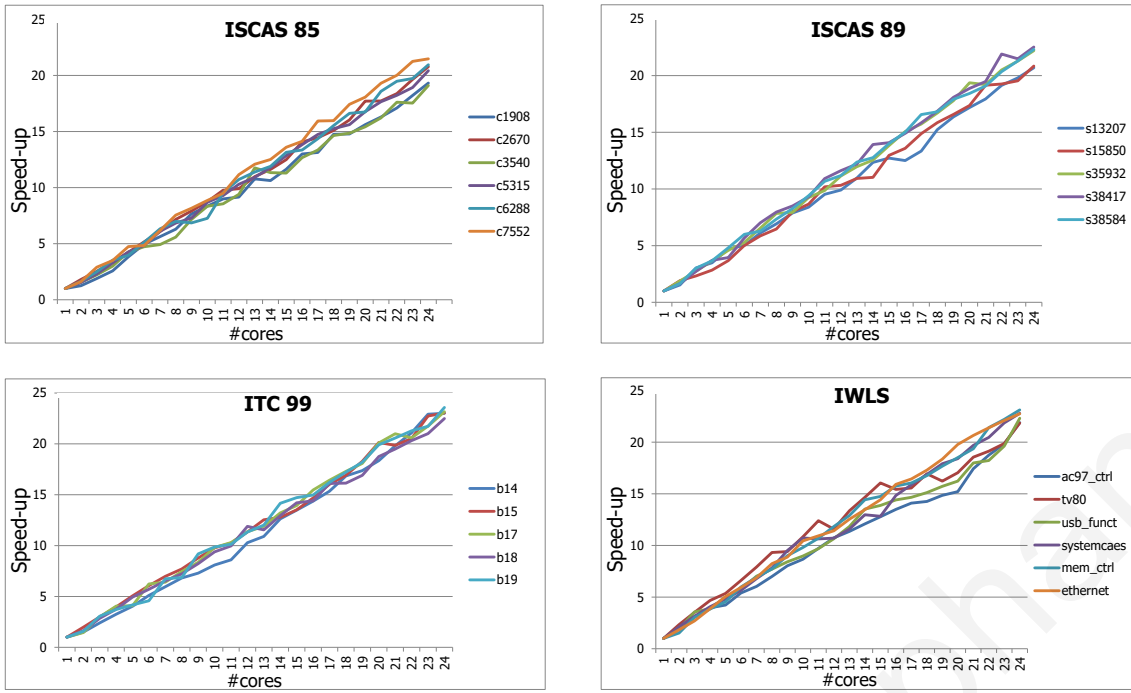 ISCAS 85
Speed-up
25
20
15
10
5
0
1 2 3 4 5 6 7 8 9 10 11 12 13 14 15 16 17 18 19 20 21 22 23 24
#cores
c1908
c2670
c3540
c5315
c6288
c7552
ISCAS 89
Speed-up
25
20
15
10
5
0
1 2 3 4 5 6 7 8 9 10 11 12 13 14 15 16 17 18 19 20 21 22 23 24
#cores
s13207
s15850
s35932
s38417
s38584
ITC 99
Speed-up
25
20
15
10
5
0
1 2 3 4 5 6 7 8 9 10 11 12 13 14 15 16 17 18 19 20 21 22 23 24
#cores
b14
b15
b17
b18
b19
IWLS
Speed-up
25
20
15
10
5
0
1 2 3 4 5 6 7 8 9 10 11 12 13 14 15 16 17 18 19 20 21 22 23 24
#cores
ac97_ctrl
tv80
usb_funct
systemcaes
mem_ctrl
ethernet